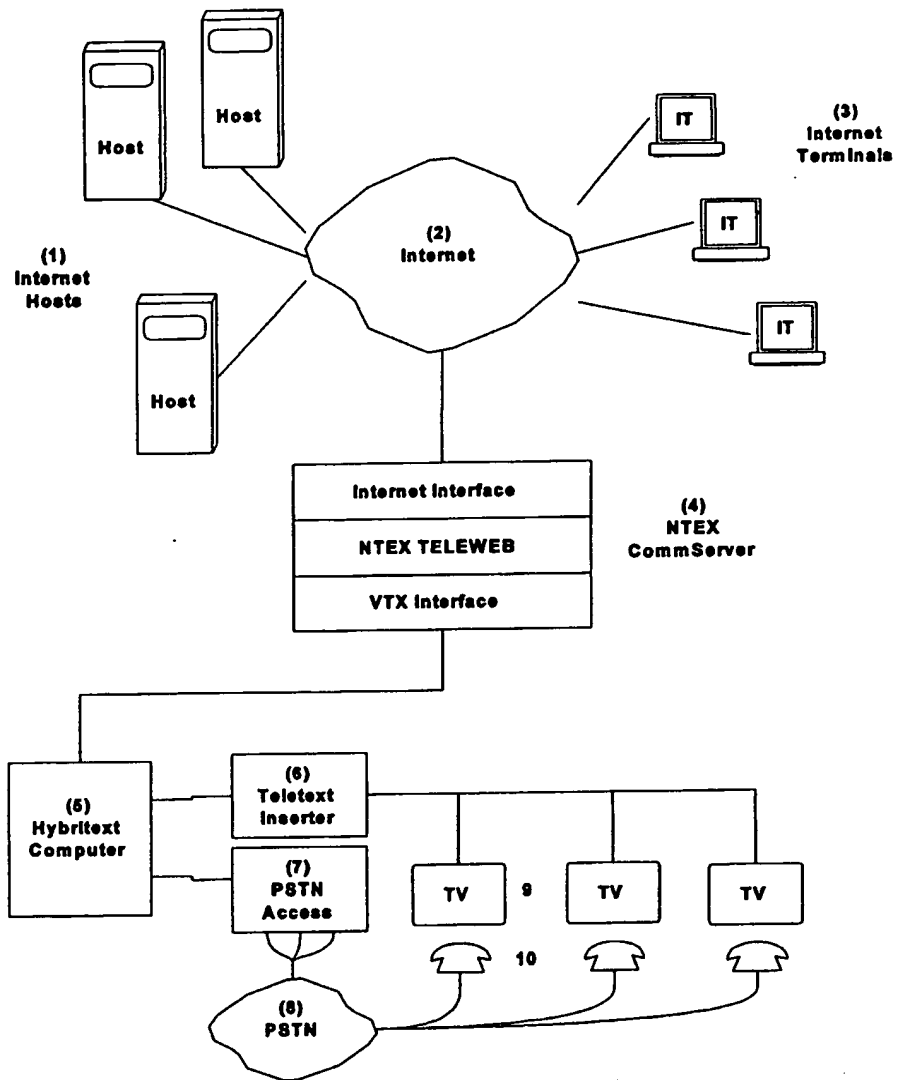 Host
Host
IT
(3)
Internet
Terminals
(2)
Internet
IT
(1)
Internet
Hosts
Host
IT
Internet Interface
NTEX TELEWEB
VTX Interface
(4)
NTEX
CommServer
(5)
Hybritext
Computer
(6)
Teletext
Inserter
(7)
PSTN
Access
TV
9
TV
TV
10
(8)
PSTN